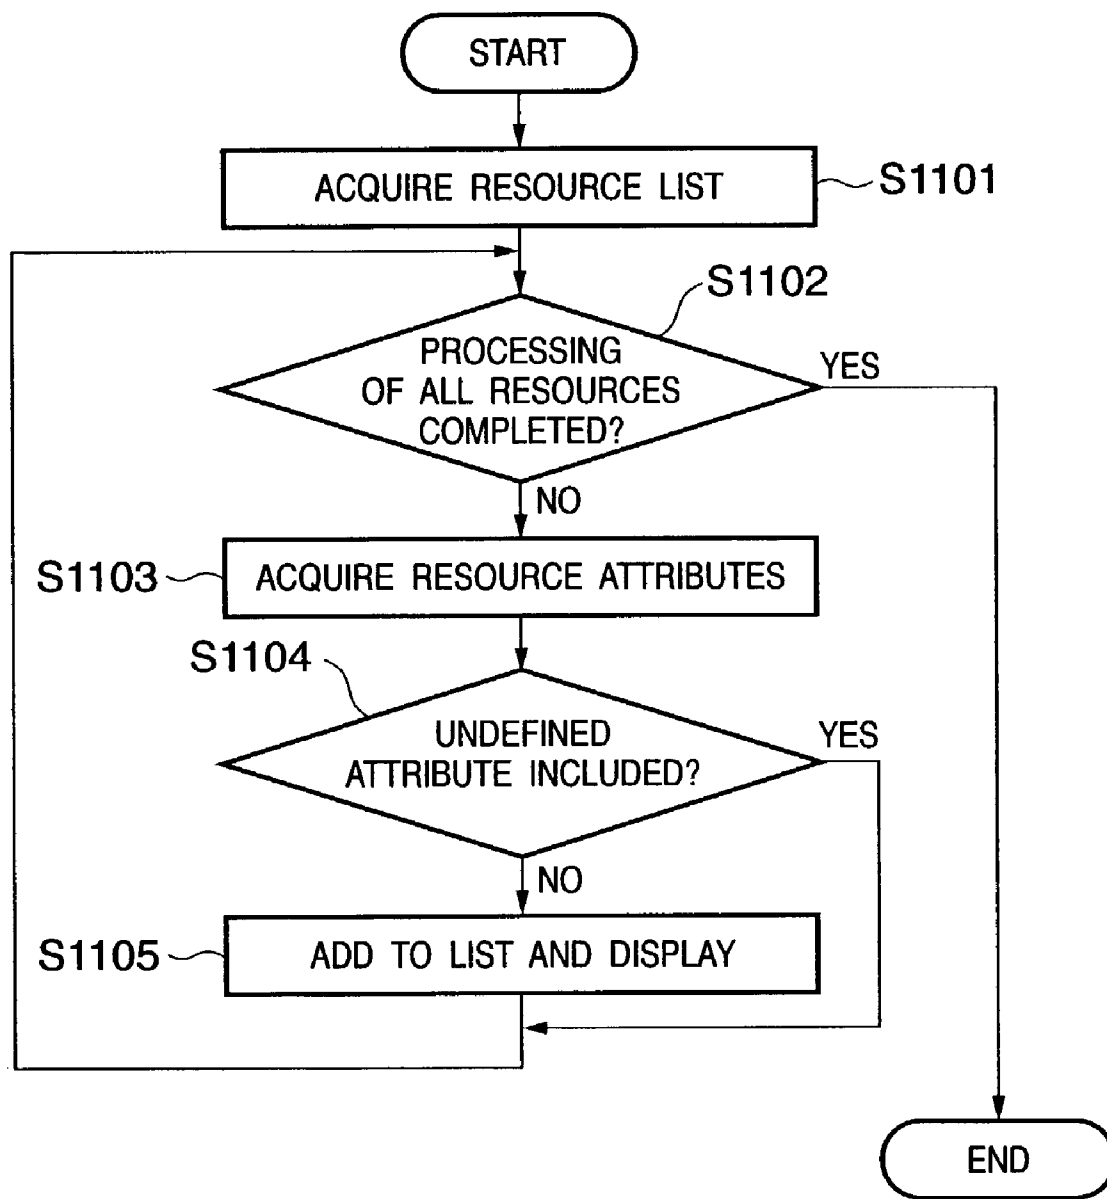 START
ACQUIRE RESOURCE LIST
S1101
S1102
PROCESSING
OF ALL RESOURCES
COMPLETED?
YES
NO
S1103
ACQUIRE RESOURCE ATTRIBUTES
S1104
UNDEFINED
ATTRIBUTE INCLUDED?
YES
NO
S1105
ADD TO LIST AND DISPLAY
END